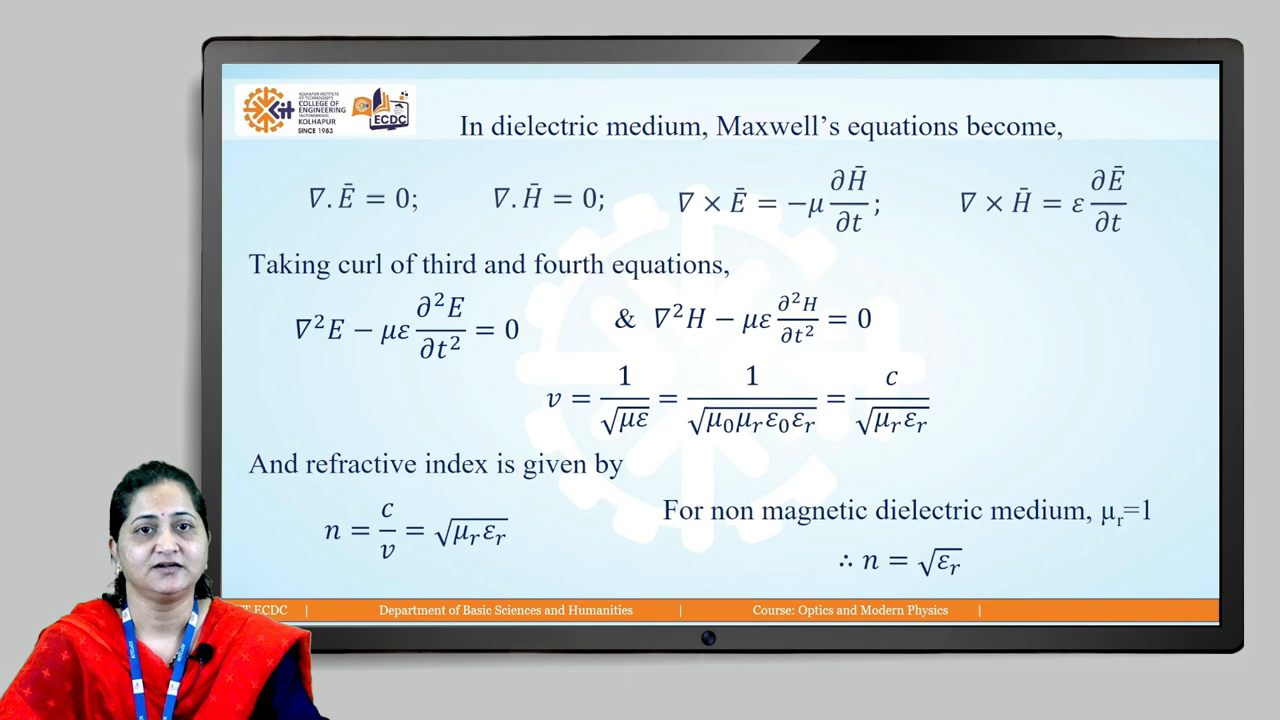 KOLHAPUR INSTITUTE
OF TECHNOLOGY'S
COLLEGE OF
ENGINEERING
(AUTONOMOUS),
KOLHAPUR
SINCE 1983
Kit
ECDC
In dielectric medium, Maxwell's equations become,
∇. Ē = 0; ∇. H̄ = 0; ∇ × Ē = −μ ∂H̄/∂t ; ∇ × H̄ = ε ∂Ē/∂t
Taking curl of third and fourth equations,
∇²E − με ∂²E/∂t² = 0 & ∇²H − με ∂²H/∂t² = 0
v = 1/√(με) = 1/√(μ₀μᵣε₀εᵣ) = c/√(μᵣεᵣ)
And refractive index is given by
n = c/v = √(μᵣεᵣ)
For non magnetic dielectric medium, μᵣ=1
∴ n = √εᵣ
ECDC | Department of Basic Sciences and Humanities | Course: Optics and Modern Physics |